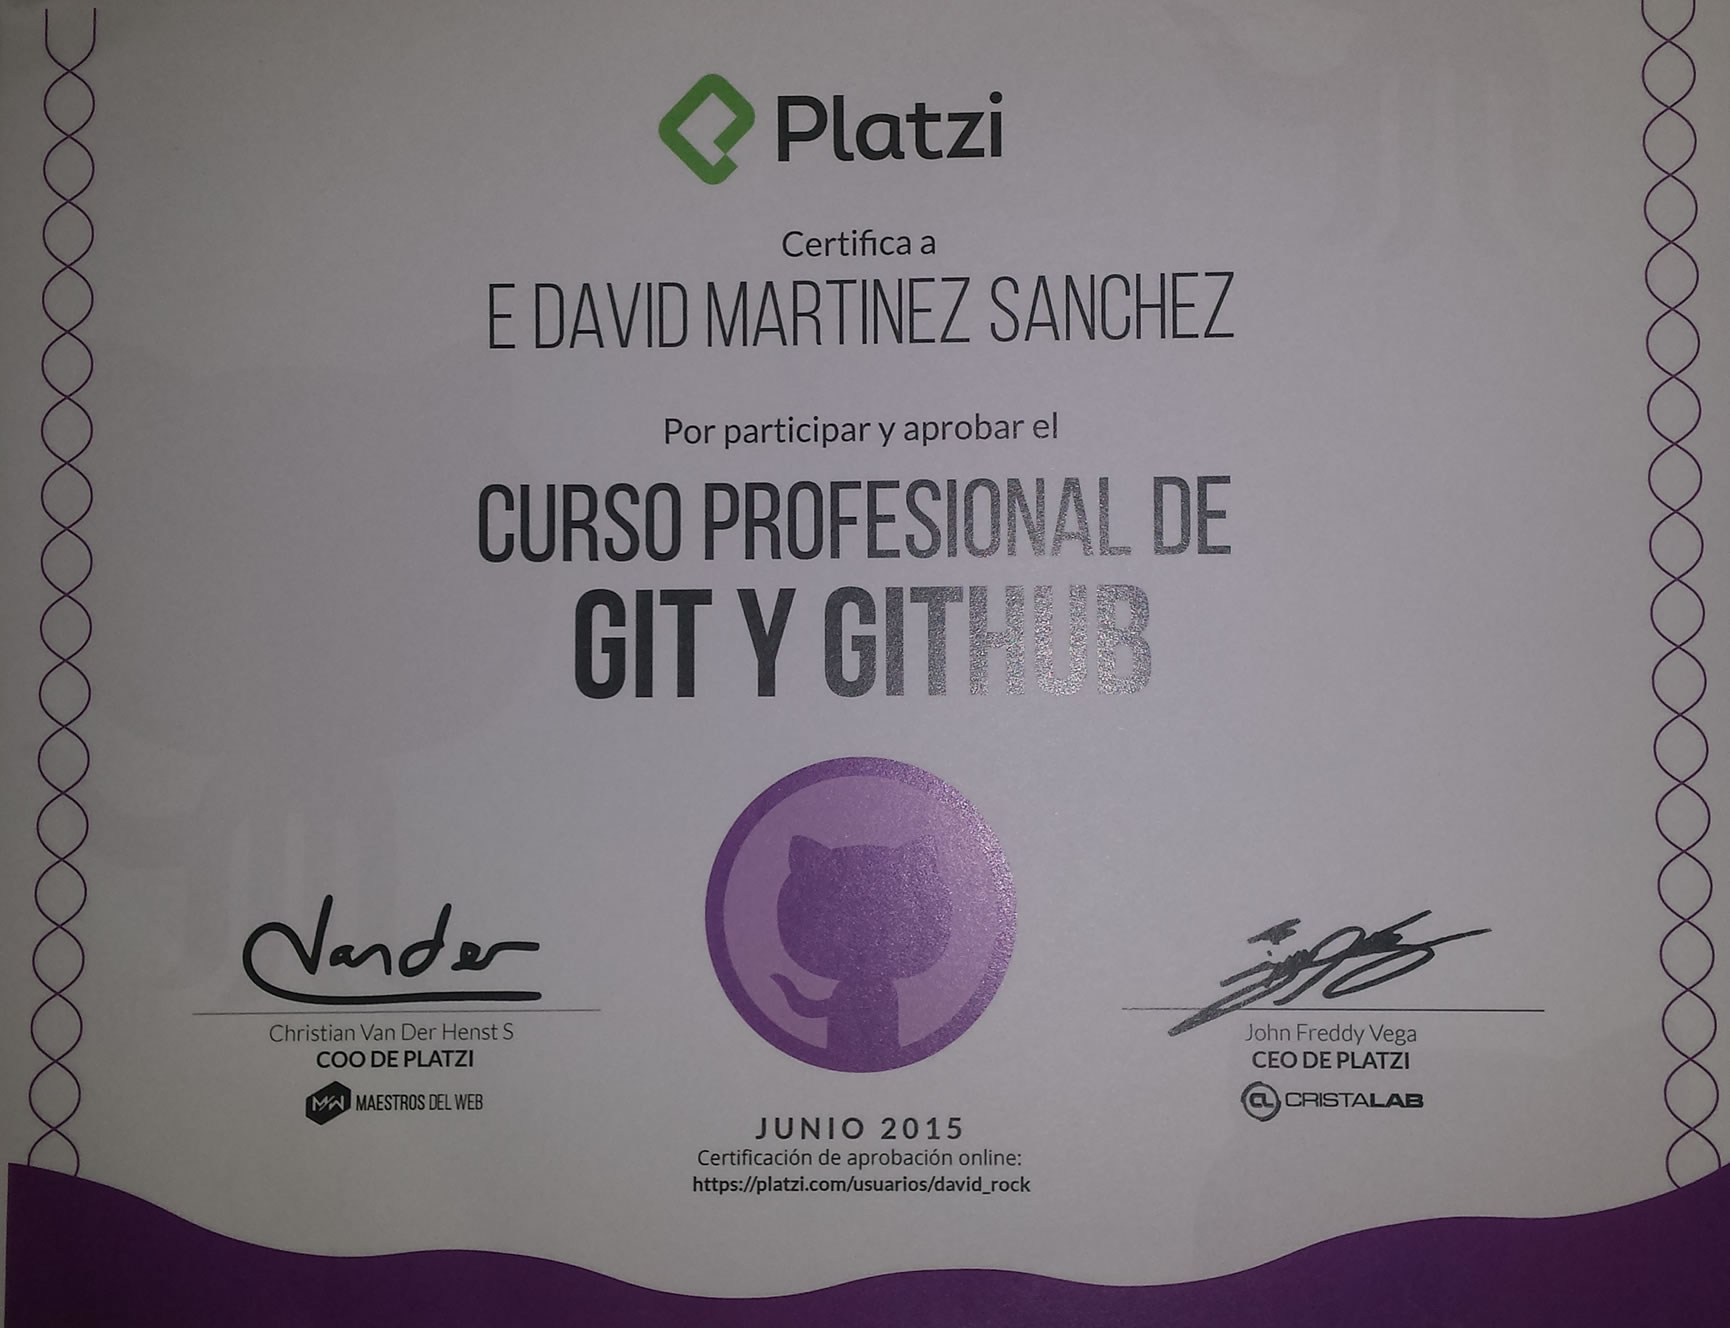 Platzi
Certifica a
E DAVID MARTINEZ SANCHEZ
Por participar y aprobar el
CURSO PROFESIONAL DE
GIT Y GITHUB
Vander
Christian Van Der Henst S
COO DE PLATZI
MW MAESTROS DEL WEB
John Freddy Vega
CEO DE PLATZI
CL CRISTALAB
JUNIO 2015
Certificación de aprobación online:
https://platzi.com/usuarios/david_rock